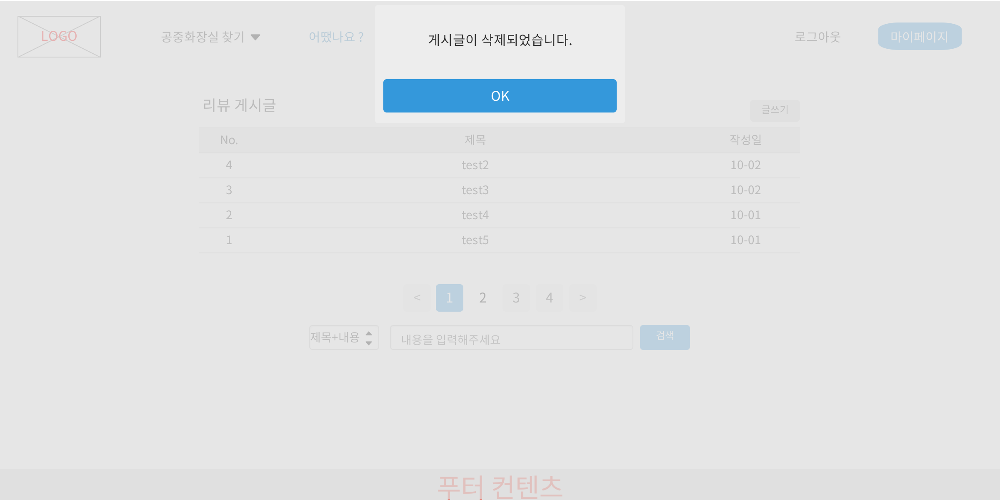 LOGO
공중화장실 찾기
어땠나요 ?
로그아웃
마이페이지
게시글이 삭제되었습니다.
OK
리뷰 게시글
글쓰기
No. 제목 작성일
4 test2 10-02
3 test3 10-02
2 test4 10-01
1 test5 10-01
< 1 2 3 4 >
제목+내용
내용을 입력해주세요
검색
푸터 컨텐츠